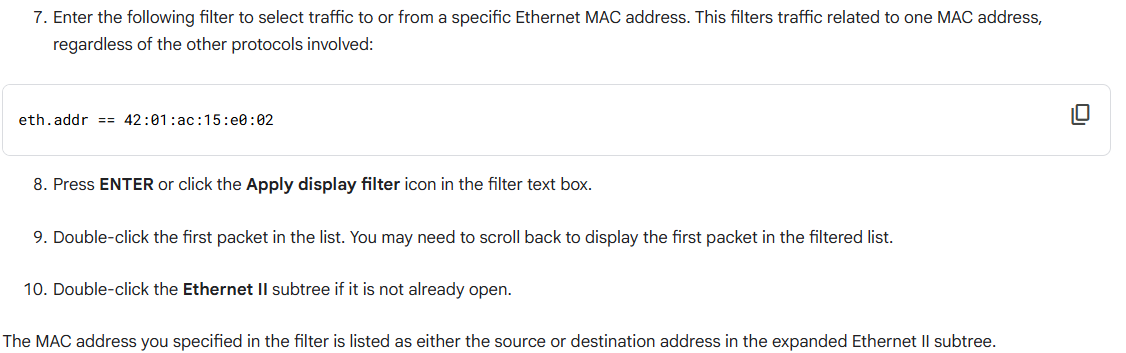 7. Enter the following filter to select traffic to or from a specific Ethernet MAC address. This filters traffic related to one MAC address,
regardless of the other protocols involved:
eth.addr == 42:01:ac:15:e0:02
8. Press ENTER or click the Apply display filter icon in the filter text box.
9. Double-click the first packet in the list. You may need to scroll back to display the first packet in the filtered list.
10. Double-click the Ethernet II subtree if it is not already open.
The MAC address you specified in the filter is listed as either the source or destination address in the expanded Ethernet II subtree.